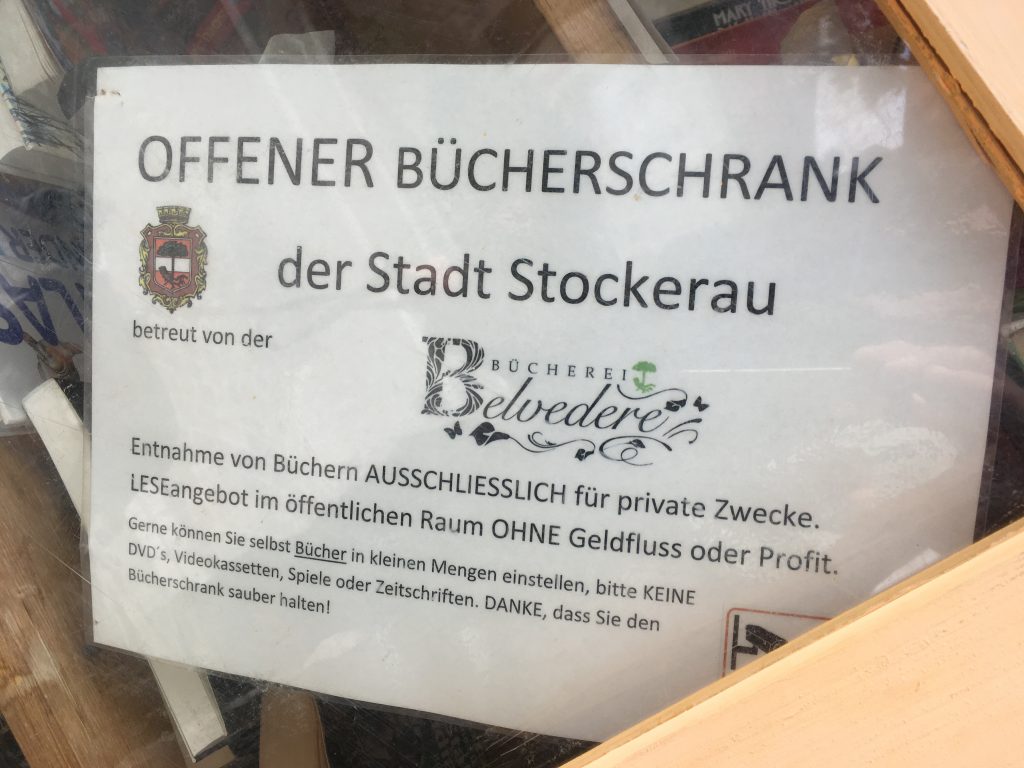 MARY
OFFENER BÜCHERSCHRANK
der Stadt Stockerau
betreut von der
BÜCHEREI
Belvedere
Entnahme von Büchern AUSSCHLIESSLICH für private Zwecke.
LESEangebot im öffentlichen Raum OHNE Geldfluss oder Profit.
Gerne können Sie selbst Bücher in kleinen Mengen einstellen, bitte KEINE
DVD´s, Videokassetten, Spiele oder Zeitschriften. DANKE, dass Sie den
Bücherschrank sauber halten!